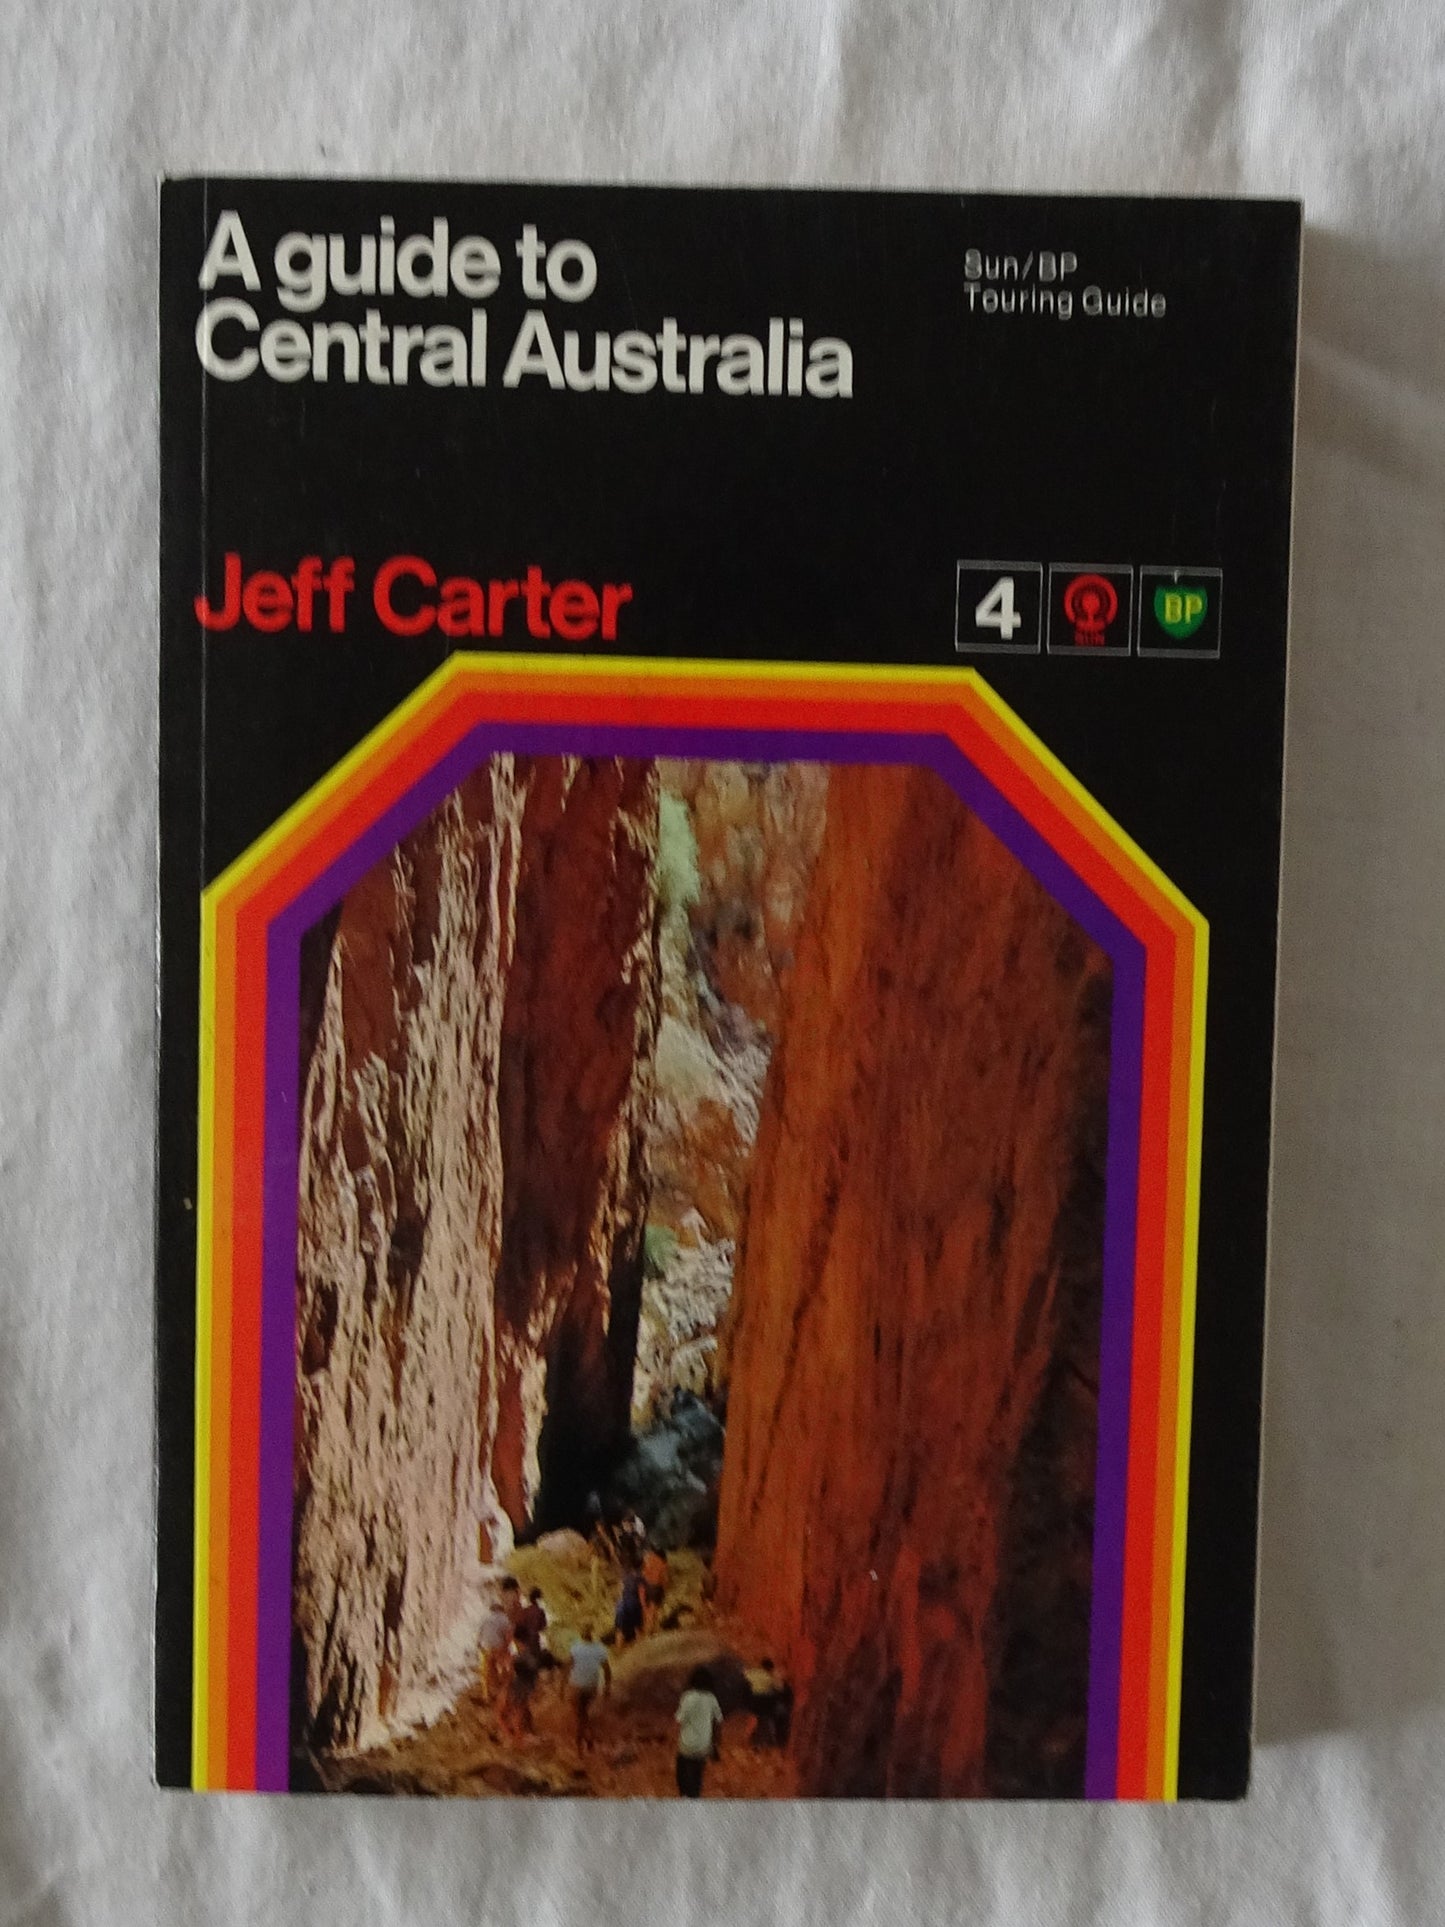 A guide to
Central Australia
Sun/BP
Touring Guide
Jeff Carter
4
SUN
BP